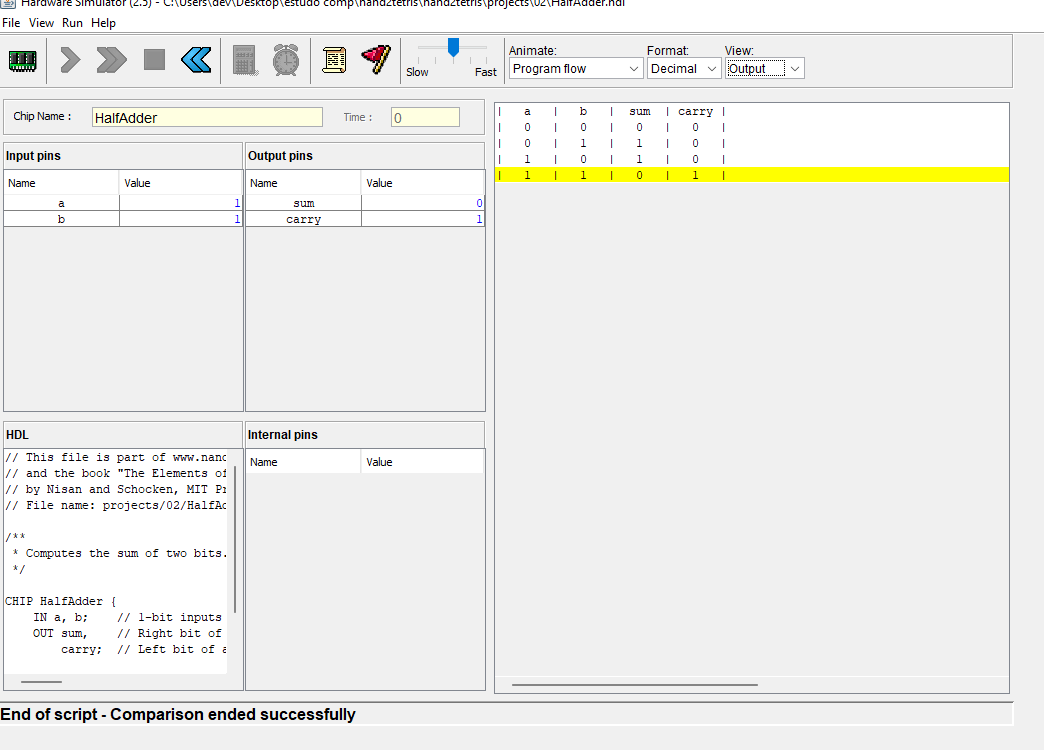 Hardware Simulator (2.5) - C:\Users\dev\Desktop\estudo comp\nand2tetris\nand2tetris\projects\02\HalfAdder.hdl
File View Run Help
Slow Fast
Animate: Format: View:
Program flow Decimal Output
Chip Name : HalfAdder Time : 0
Input pins Output pins
Name Value Name Value
a 1 sum 0
b 1 carry 1
| a | b | sum | carry |
| 0 | 0 | 0 | 0 |
| 0 | 1 | 1 | 0 |
| 1 | 0 | 1 | 0 |
| 1 | 1 | 0 | 1 |
HDL
// This file is part of www.nand
// and the book "The Elements of
// by Nisan and Schocken, MIT Pr
// File name: projects/02/HalfAd
/**
* Computes the sum of two bits.
*/
CHIP HalfAdder {
IN a, b; // 1-bit inputs
OUT sum, // Right bit of
carry; // Left bit of a
Internal pins
Name Value
End of script - Comparison ended successfully